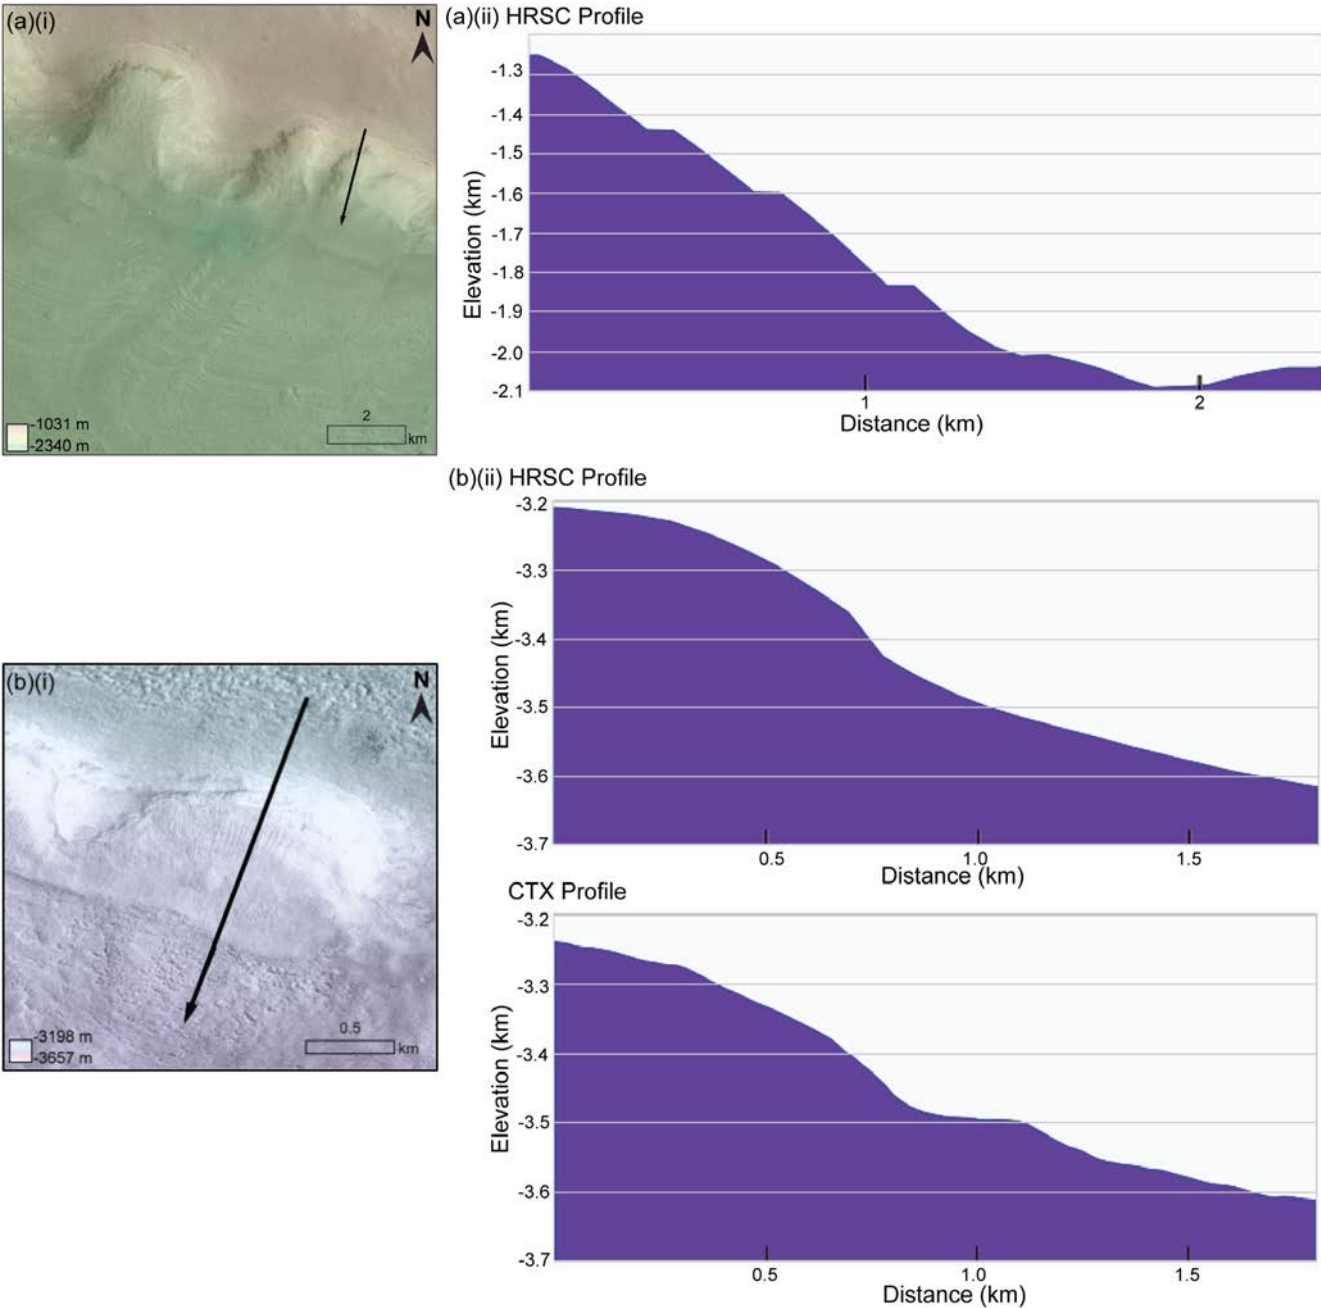 (a)(i)
N
-1031 m
-2340 m
2
km
(a)(ii) HRSC Profile
Elevation (km)
-1.3
-1.4
-1.5
-1.6
-1.7
-1.8
-1.9
-2.0
-2.1
1
2
Distance (km)
(b)(i)
N
-3198 m
-3657 m
0.5
km
(b)(ii) HRSC Profile
Elevation (km)
-3.2
-3.3
-3.4
-3.5
-3.6
-3.7
0.5
1.0
1.5
Distance (km)
CTX Profile
Elevation (km)
-3.2
-3.3
-3.4
-3.5
-3.6
-3.7
0.5
1.0
1.5
Distance (km)